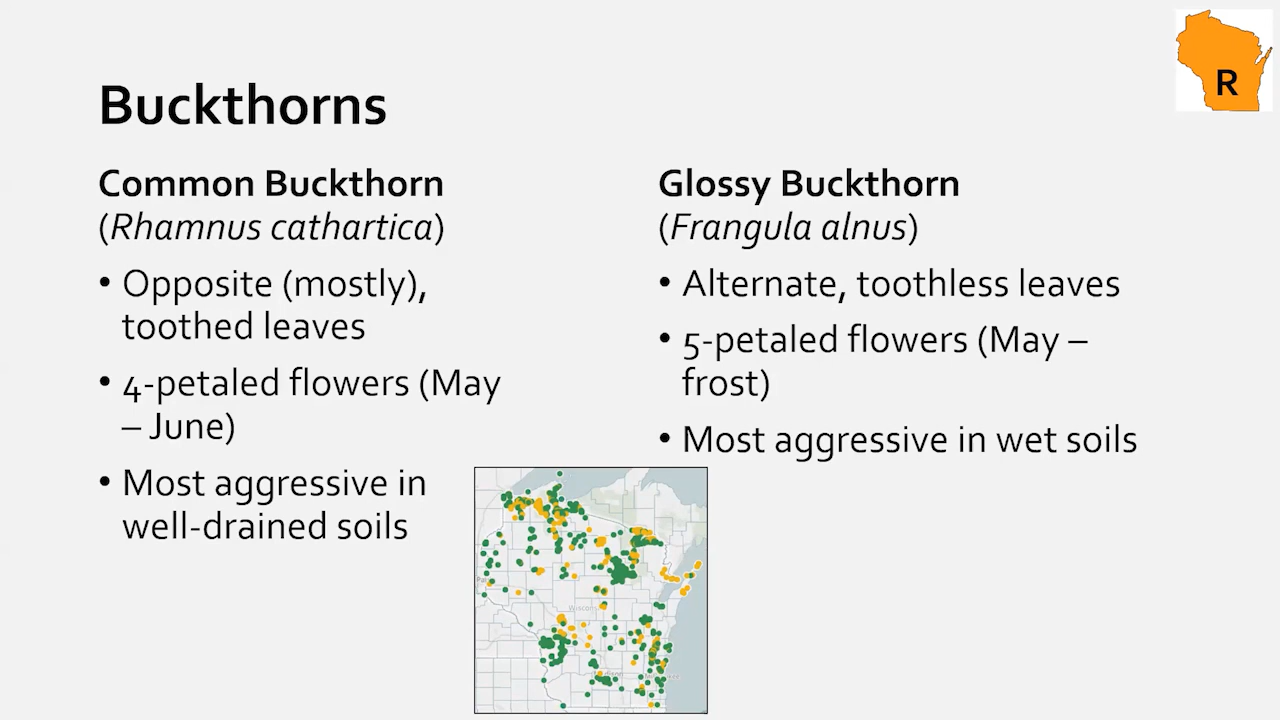 R
Buckthorns
Common Buckthorn
(Rhamnus cathartica)
• Opposite (mostly),
toothed leaves
• 4-petaled flowers (May
– June)
• Most aggressive in
well-drained soils
Glossy Buckthorn
(Frangula alnus)
• Alternate, toothless leaves
• 5-petaled flowers (May –
frost)
• Most aggressive in wet soils